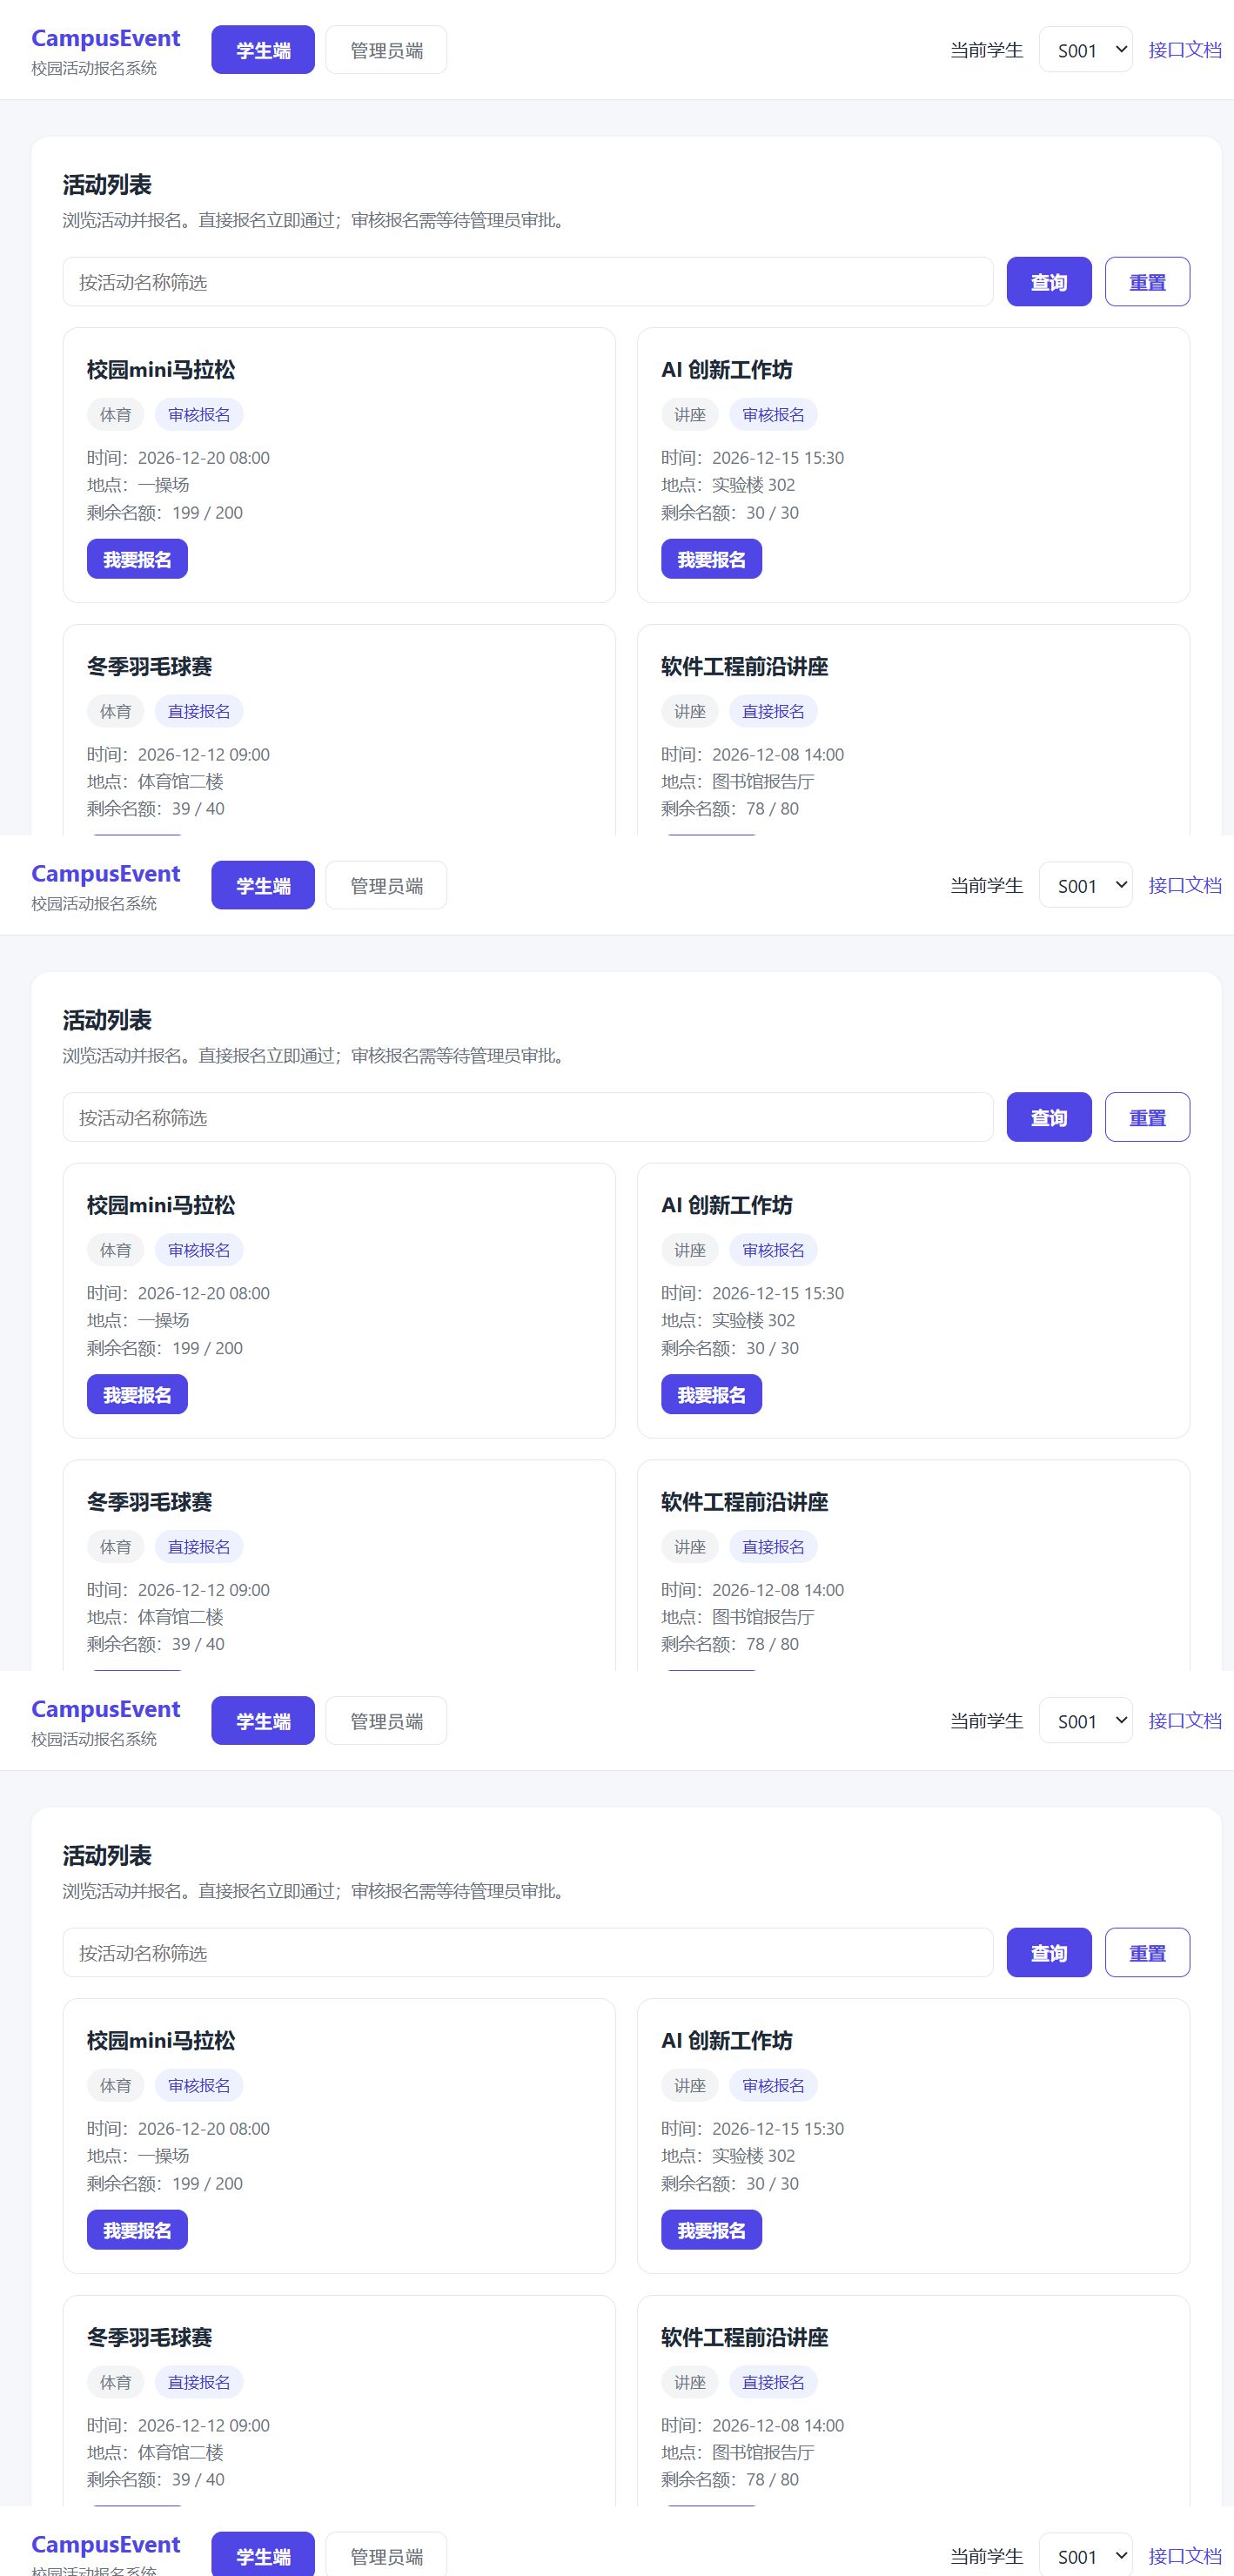 CampusEvent
校园活动报名系统
学生端 管理员端 当前学生 S001 接口文档
活动列表
浏览活动并报名。直接报名立即通过；审核报名需等待管理员审批。
按活动名称筛选 查询 重置
校园mini马拉松 AI 创新工作坊
体育 审核报名 讲座 审核报名
时间：2026-12-20 08:00 时间：2026-12-15 15:30
地点：一操场 地点：实验楼 302
剩余名额：199 / 200 剩余名额：30 / 30
我要报名 我要报名
冬季羽毛球赛 软件工程前沿讲座
体育 直接报名 讲座 直接报名
时间：2026-12-12 09:00 时间：2026-12-08 14:00
地点：体育馆二楼 地点：图书馆报告厅
剩余名额：39 / 40 剩余名额：78 / 80
CampusEvent
校园活动报名系统
学生端 管理员端 当前学生 S001 接口文档
活动列表
浏览活动并报名。直接报名立即通过；审核报名需等待管理员审批。
按活动名称筛选 查询 重置
校园mini马拉松 AI 创新工作坊
体育 审核报名 讲座 审核报名
时间：2026-12-20 08:00 时间：2026-12-15 15:30
地点：一操场 地点：实验楼 302
剩余名额：199 / 200 剩余名额：30 / 30
我要报名 我要报名
冬季羽毛球赛 软件工程前沿讲座
体育 直接报名 讲座 直接报名
时间：2026-12-12 09:00 时间：2026-12-08 14:00
地点：体育馆二楼 地点：图书馆报告厅
剩余名额：39 / 40 剩余名额：78 / 80
CampusEvent
校园活动报名系统
学生端 管理员端 当前学生 S001 接口文档
活动列表
浏览活动并报名。直接报名立即通过；审核报名需等待管理员审批。
按活动名称筛选 查询 重置
校园mini马拉松 AI 创新工作坊
体育 审核报名 讲座 审核报名
时间：2026-12-20 08:00 时间：2026-12-15 15:30
地点：一操场 地点：实验楼 302
剩余名额：199 / 200 剩余名额：30 / 30
我要报名 我要报名
冬季羽毛球赛 软件工程前沿讲座
体育 直接报名 讲座 直接报名
时间：2026-12-12 09:00 时间：2026-12-08 14:00
地点：体育馆二楼 地点：图书馆报告厅
剩余名额：39 / 40 剩余名额：78 / 80
CampusEvent
校园活动报名系统
学生端 管理员端 当前学生 S001 接口文档